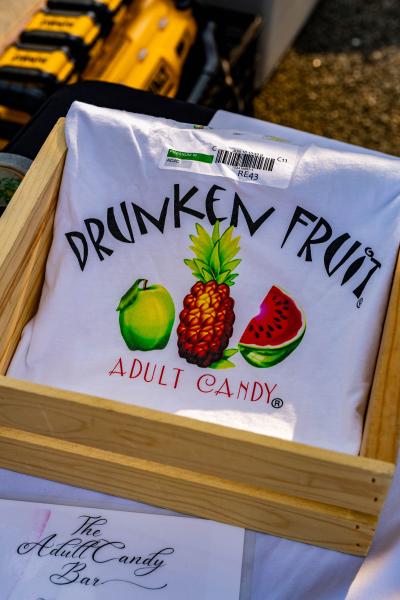 RE43
DRUNKEN FRUIT
ADULT CANDY®
The
Adult Candy
Bar